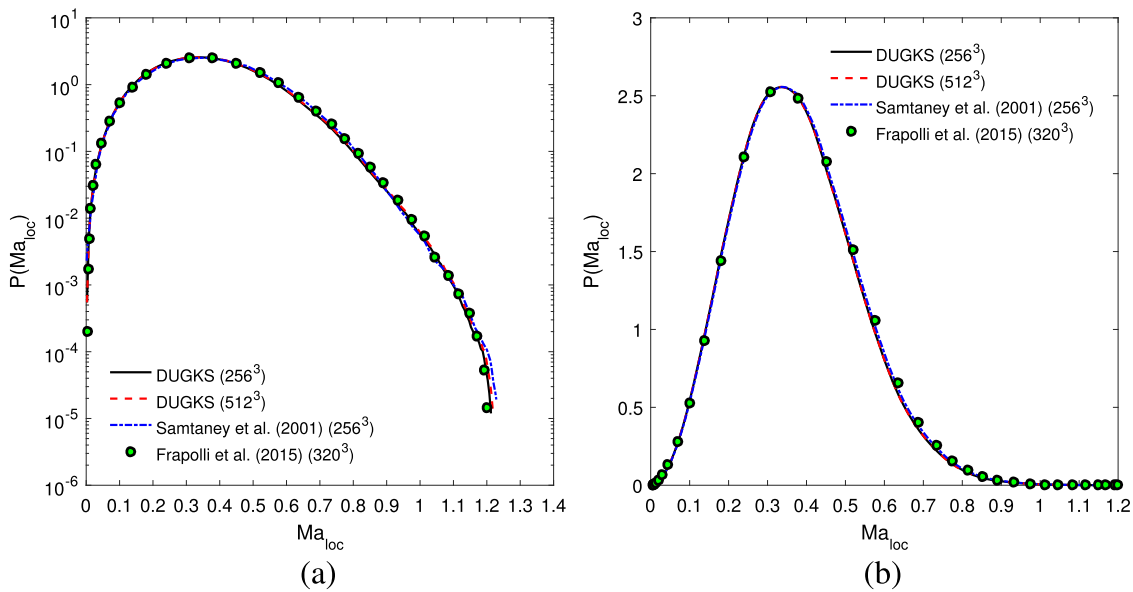 10^1
10^0
10^-1
10^-2
10^-3
10^-4
10^-5
10^-6
P(Ma_loc)
DUGKS (256^3)
DUGKS (512^3)
Samtaney et al. (2001) (256^3)
Frapolli et al. (2015) (320^3)
0 0.1 0.2 0.3 0.4 0.5 0.6 0.7 0.8 0.9 1 1.1 1.2 1.3 1.4
Ma_loc
(a)
3
2.5
2
1.5
1
0.5
0
P(Ma_loc)
DUGKS (256^3)
DUGKS (512^3)
Samtaney et al. (2001) (256^3)
Frapolli et al. (2015) (320^3)
0 0.1 0.2 0.3 0.4 0.5 0.6 0.7 0.8 0.9 1 1.1 1.2
Ma_loc
(b)